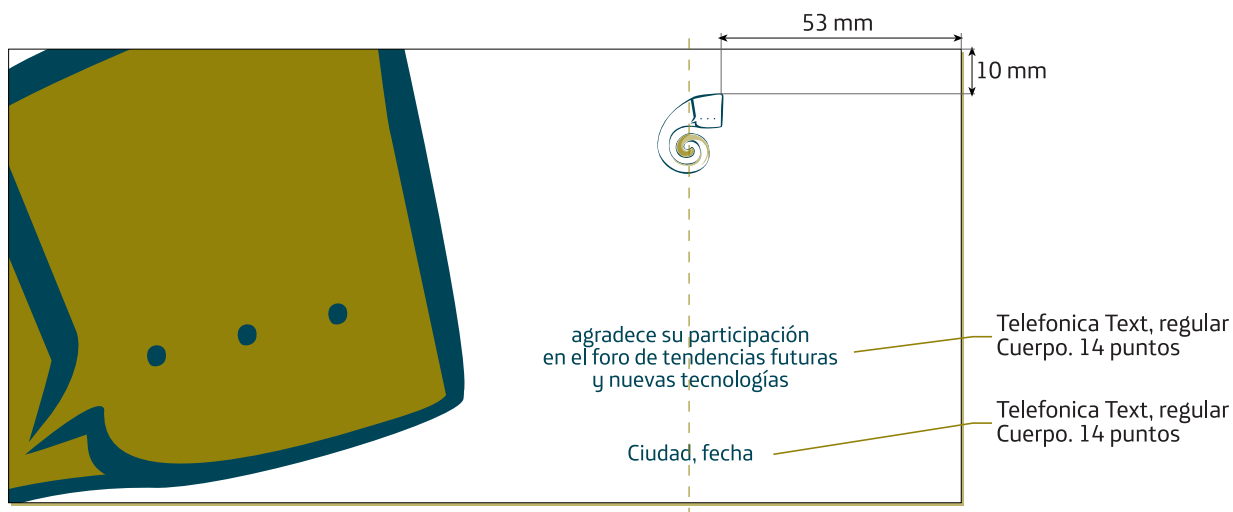 53 mm
10 mm
agradece su participación
en el foro de tendencias futuras
y nuevas tecnologías
Telefonica Text, regular
Cuerpo. 14 puntos
Ciudad, fecha
Telefonica Text, regular
Cuerpo. 14 puntos